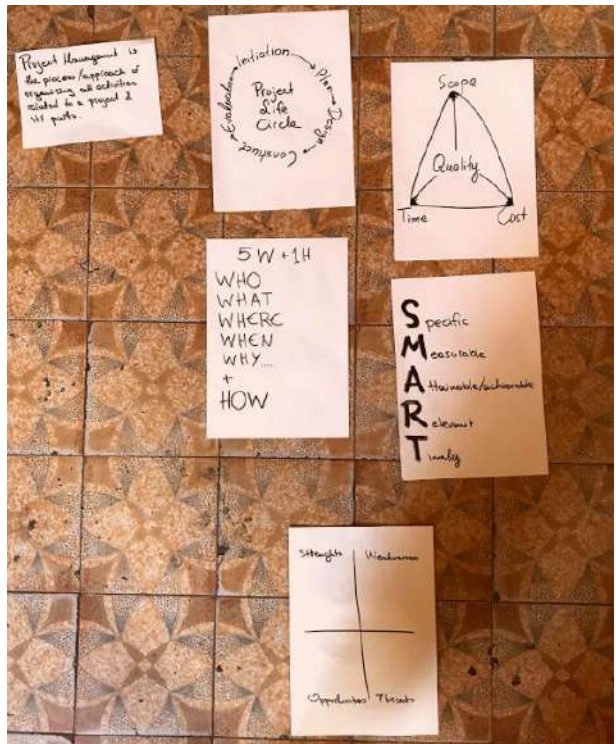 Project Management is
the process/approach of
organising all activities
related to a project &
its parts.
Initiation
Plan
Design
Construct
Evaluation
Project
Life
Circle
Scope
Quality
Time Cost
5 W + 1H
WHO
WHAT
WHERE
WHEN
WHY...
+
HOW
Specific
Measurable
Attainable/achievable
Relevant
Timely
Strenghts Weaknesses
Opportunities Threats